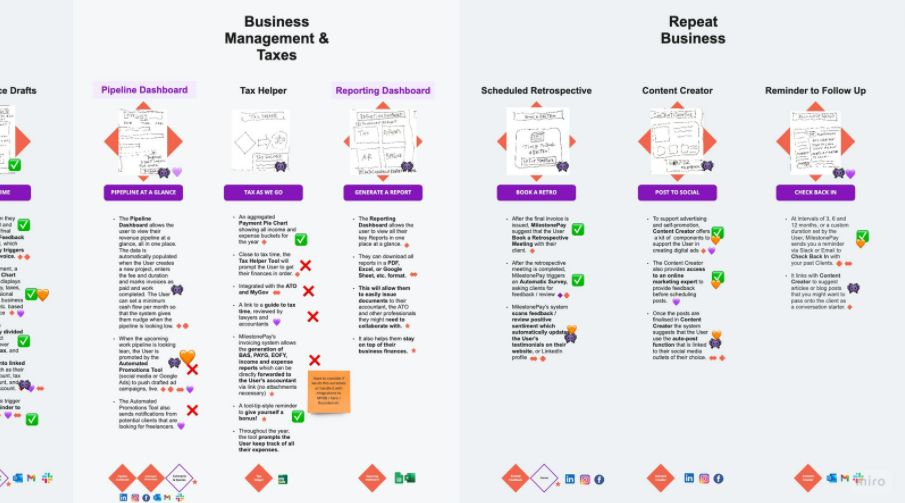 Business
Management &
Taxes
Repeat
Business
ce Drafts
Pipeline Dashboard
Tax Helper
Reporting Dashboard
Scheduled Retrospective
Content Creator
Reminder to Follow Up
PIPEPLINE AT A GLANCE
TAX AS WE GO
GENERATE A REPORT
BOOK A RETRO
POST TO SOCIAL
CHECK BACK IN
The Pipeline
Dashboard allows the
user to view their
revenue pipeline at a
glance, all in one place.
The data is
automatically populated
when the User creates
a new project, enters
the fee and duration
and marks invoices as
paid and work
completed. The User
can set a minimum
cash flow per month so
that the system gives
them nudge when the
pipeline is looking low.
When the upcoming
work pipeline is looking
lean, the User is
prompted by the
Automated
Promotions Tool
(social media or Google
Ads) to push drafted ad
campaigns, live.
The Automated
Promotions Tool also
sends notifications from
potential clients that are
looking for freelancers.
An aggregated
Payment Pie Chart
showing all income and
expense buckets for
the year
Close to tax time, the
Tax Helper Tool will
prompt the User to get
their finances in order.
Integrated with the ATO
and MyGov
A link to a guide to tax
time, reviewed by
lawyers and
accountants
MilestonePay's
invoicing system allows
the generation of
BAS, PAYG, EOFY,
income and expense
reports which can be
directly forwarded to
the User's accountant
via link (no attachments
necessary)
A tool-tip-style reminder
to give yourself a
bonus!
Throughout the year,
the tool prompts the
User keep track of all
their expenses.
The Reporting
Dashboard allows the
user to view all their
key Reports in one
place at a glance.
They can download all
reports in a PDF,
Excel, or Google
Sheet, etc. format.
This will allow them
to easily issue
documents to their
accountant, the ATO
and other professionals
they might need to
collaborate with.
It also helps them stay
on top of their
business finances.
After the final invoice is
issued, MilestonePay
suggest that the User
Book a Retrospective
Meeting with their
client.
After the retrospective
meeting is completed,
MilestonePay triggers
an Automatic Survey,
asking clients for
feedback / review
MilestonePay's system
scans feedback /
review positive
sentiment which
automatically updates
the User's
testimonials on their
website, or LinkedIn
profile
To support advertising
and self-promotion,
Content Creator offers
a kit of components to
support the User in
creating digital ads
The Content Creator
also provides access to
an online
marketing expert to
provide feedback
before scheduling
posts.
Once the posts are
finalised in Content
Creator the system
suggests that the User
use the auto-post
function that is linked
to their social media
outlets of their choice.
At intervals of 3, 6 and
12 months, or a custom
duration set by the
User, MilestonePay
sends you a reminder
via Slack or Email to
Check Back In with
your past Clients.
It links with Content
Creator to suggest
articles or blog posts
that you might want to
pass onto the client as
a conversation starter.
miro